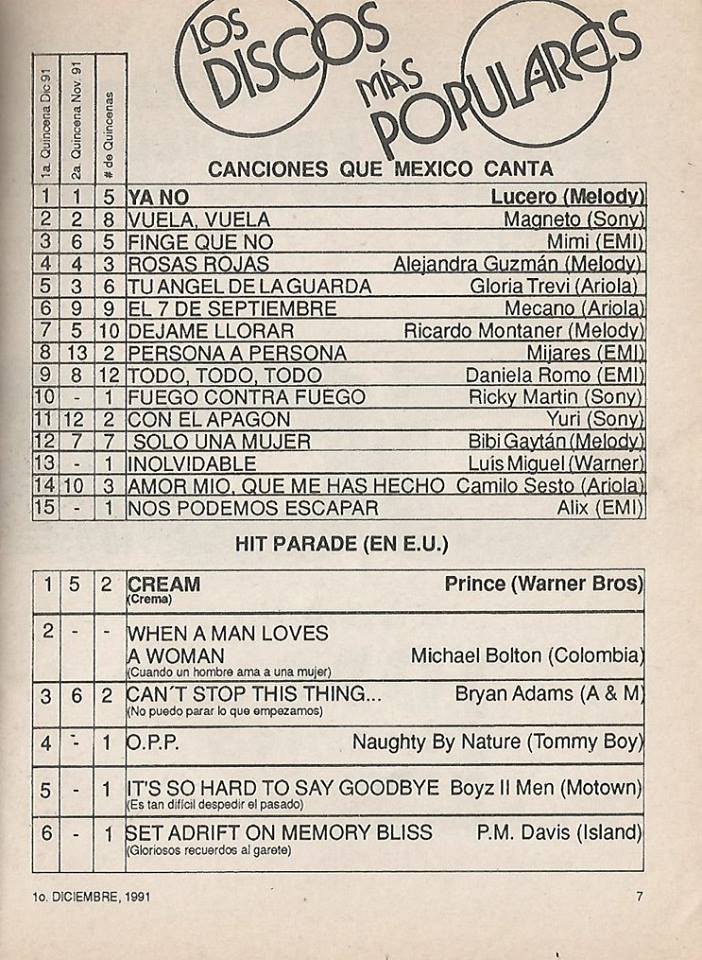 LOS DISCOS
MÁS
POPULARES
1a. Quincena Dic 91
2a Quincena Nov. 91
# de Quincenas
CANCIONES QUE MEXICO CANTA
1 1 5 YA NO Lucero (Melody)
2 2 8 VUELA, VUELA Magneto (Sony)
3 6 5 FINGE QUE NO Mimi (EMI)
4 4 3 ROSAS ROJAS Alejandra Guzmán (Melody)
5 3 6 TU ANGEL DE LA GUARDA Gloria Trevi (Ariola)
6 9 9 EL 7 DE SEPTIEMBRE Mecano (Ariola)
7 5 10 DEJAME LLORAR Ricardo Montaner (Melody)
8 13 2 PERSONA A PERSONA Mijares (EMI)
9 8 12 TODO, TODO, TODO Daniela Romo (EMI)
10 - 1 FUEGO CONTRA FUEGO Ricky Martin (Sony)
11 12 2 CON EL APAGON Yuri (Sony)
12 7 7 SOLO UNA MUJER Bibi Gaytán (Melody)
13 - 1 INOLVIDABLE Luis Miguel (Warner)
14 10 3 AMOR MIO, QUE ME HAS HECHO Camilo Sesto (Ariola)
15 - 1 NOS PODEMOS ESCAPAR Alix (EMI)
HIT PARADE (EN E.U.)
1 5 2 CREAM Prince (Warner Bros)
(Crema)
2 - - WHEN A MAN LOVES
A WOMAN Michael Bolton (Colombia)
(Cuando un hombre ama a una mujer)
3 6 2 CAN´T STOP THIS THING... Bryan Adams (A & M)
(No puedo parar lo que empezamos)
4 - 1 O.P.P. Naughty By Nature (Tommy Boy)
5 - 1 IT'S SO HARD TO SAY GOODBYE Boyz II Men (Motown)
(Es tan difícil despedir el pasado)
6 - 1 SET ADRIFT ON MEMORY BLISS P.M. Davis (Island)
(Gloriosos recuerdos al garete)
1o. DICIEMBRE, 1991 7